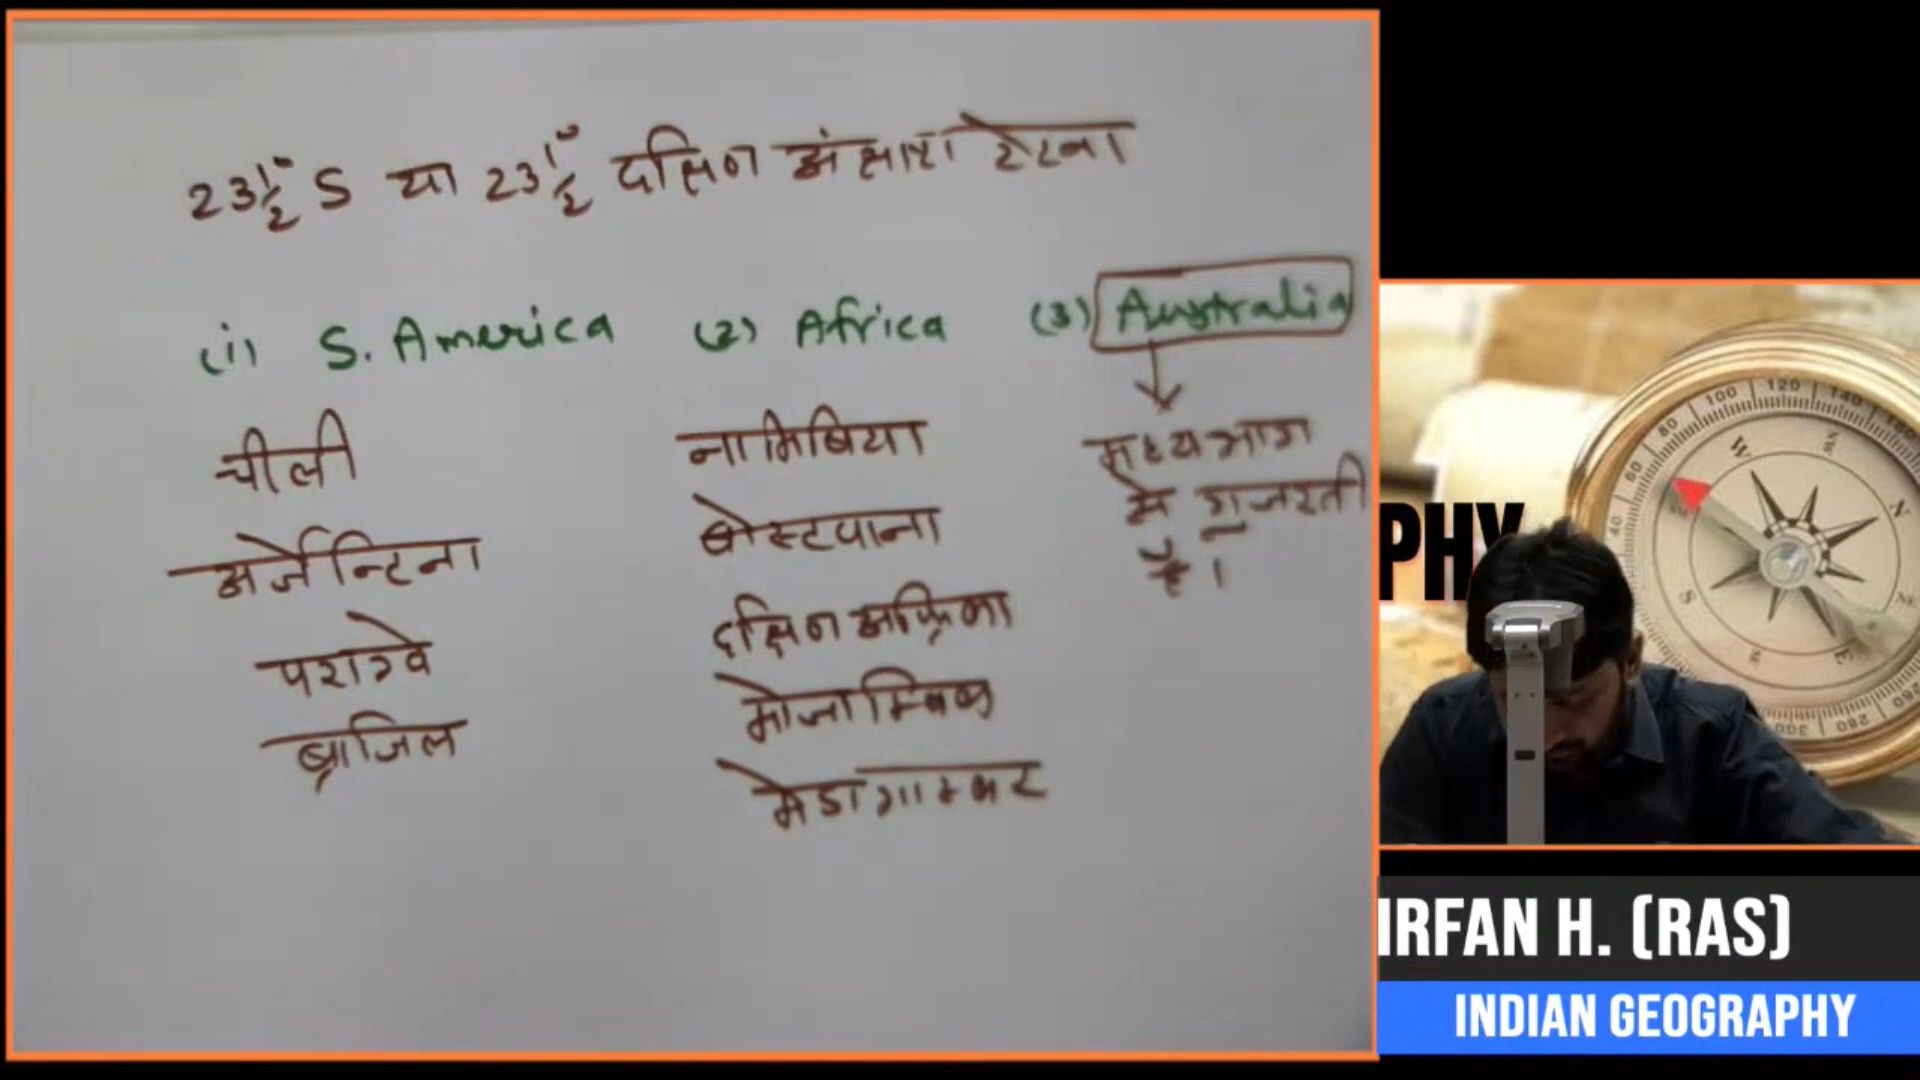 23½° S या 23½° दक्षिण अंक्षाश रेखा
(1) S. America (2) Africa (3) Australia
चीली
अर्जेन्टिना
पराग्वे
ब्राजिल
नामिबिया
बोस्टवाना
दक्षिण अफ्रिका
मोजाम्बिक
मेडागास्कर
मध्यभाग
से गुजरती
है।
PHY
IRFAN H. (RAS)
INDIAN GEOGRAPHY